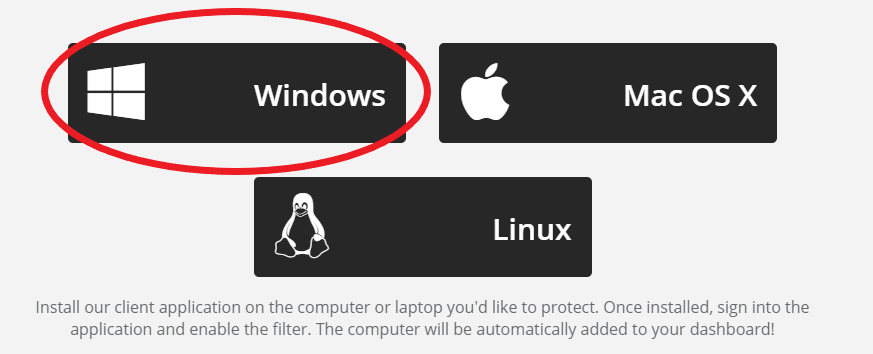 Windows
Mac OS X
Linux
Install our client application on the computer or laptop you'd like to protect. Once installed, sign into the
application and enable the filter. The computer will be automatically added to your dashboard!